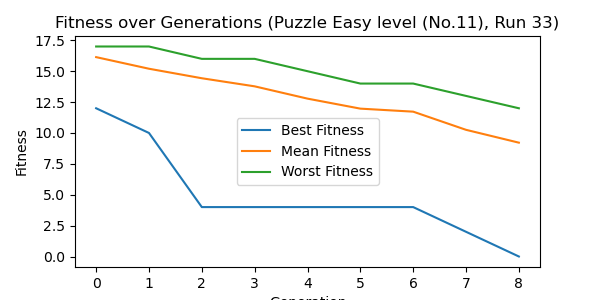 Fitness over Generations (Puzzle Easy level (No.11), Run 33)
17.5
15.0
12.5
10.0
7.5
5.0
2.5
0.0
Fitness
Best Fitness
Mean Fitness
Worst Fitness
0 1 2 3 4 5 6 7 8
Generation